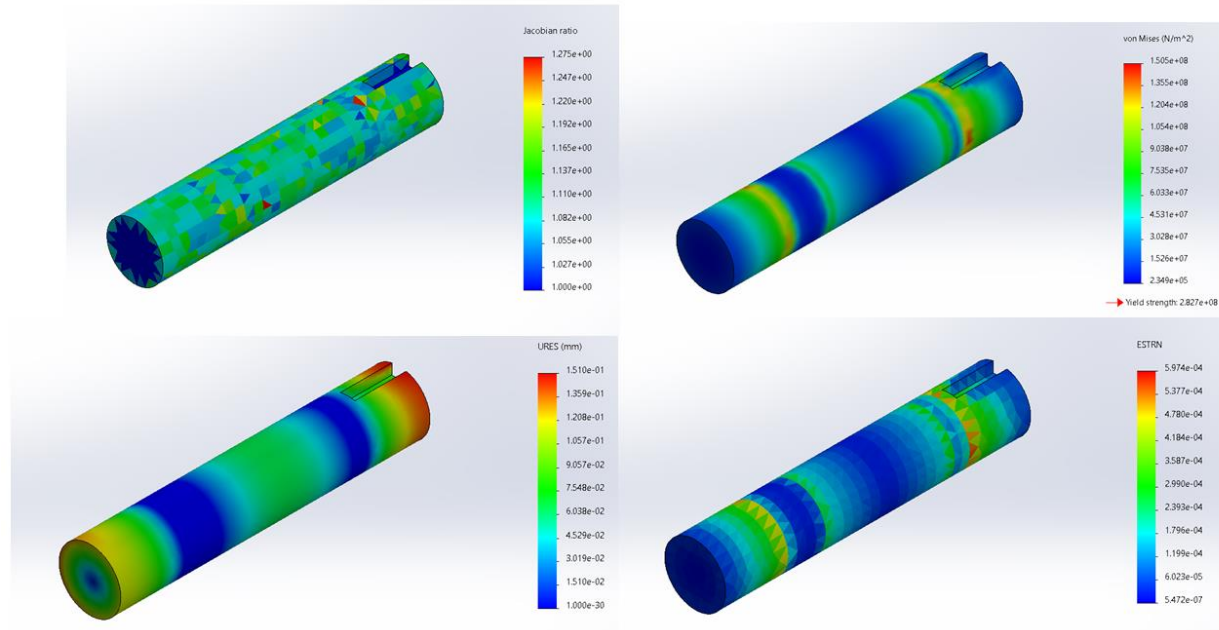 Jacobian ratio
1.275e+00
1.247e+00
1.220e+00
1.192e+00
1.165e+00
1.137e+00
1.110e+00
1.082e+00
1.055e+00
1.027e+00
1.000e+00
von Mises (N/m^2)
1.505e+08
1.355e+08
1.204e+08
1.054e+08
9.038e+07
7.535e+07
6.033e+07
4.531e+07
3.028e+07
1.526e+07
2.349e+05
Yield strength: 2.827e+08
URES (mm)
1.510e-01
1.359e-01
1.208e-01
1.057e-01
9.057e-02
7.548e-02
6.038e-02
4.529e-02
3.019e-02
1.510e-02
1.000e-30
ESTRN
5.974e-04
5.377e-04
4.780e-04
4.184e-04
3.587e-04
2.990e-04
2.393e-04
1.796e-04
1.199e-04
6.023e-05
5.472e-07